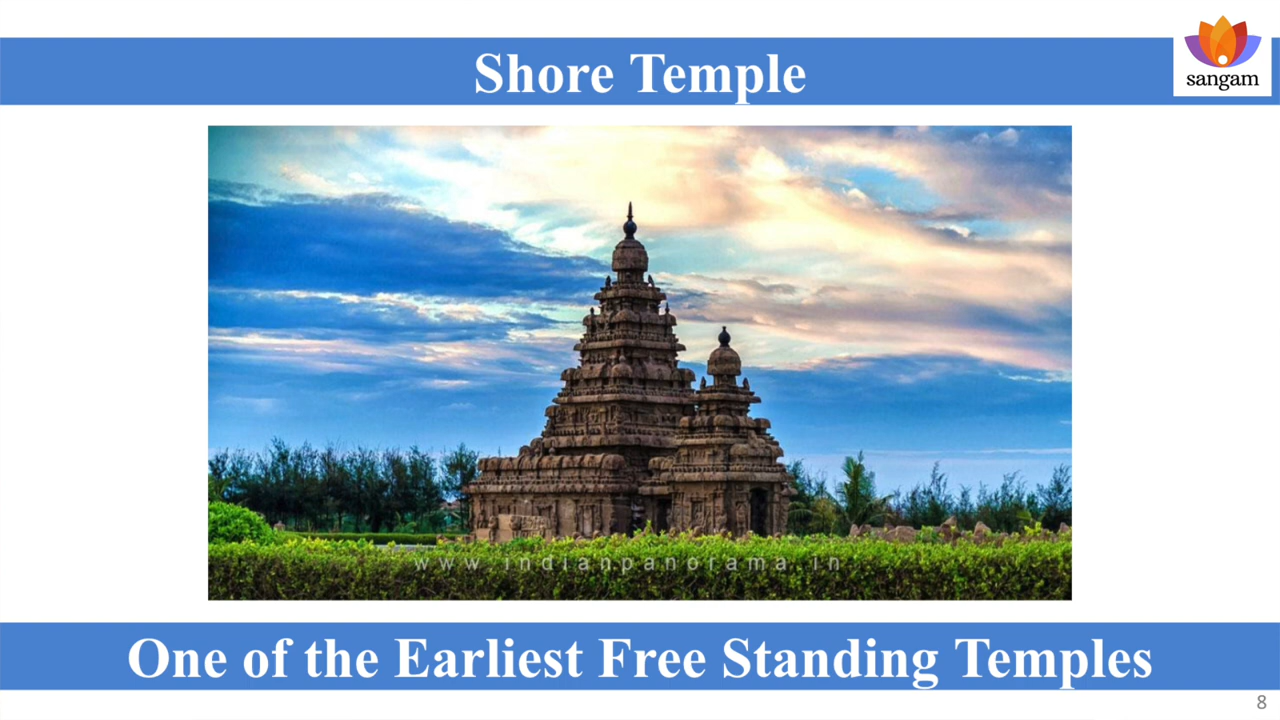 Shore Temple
sangam
www.indianpanorama.in
One of the Earliest Free Standing Temples
8